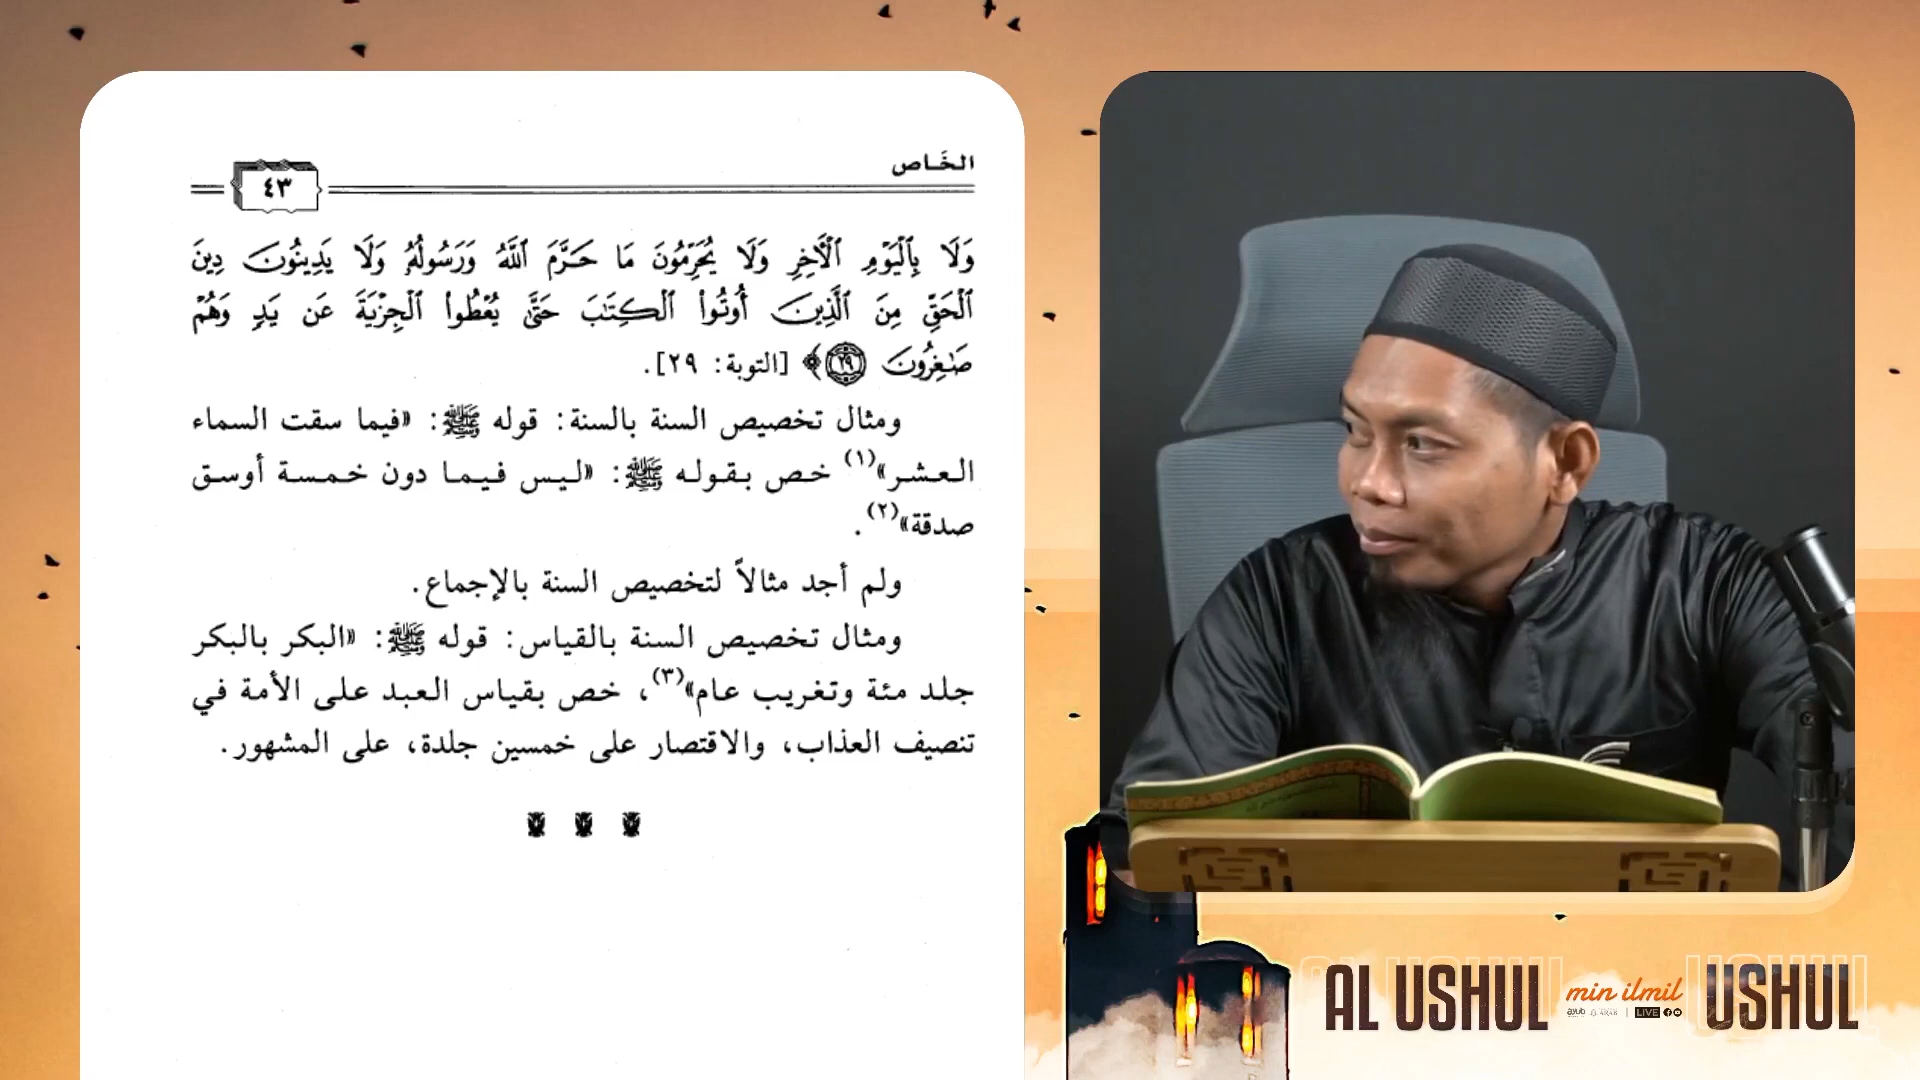 الخَاص
٤٣
وَلَا بِٱلْيَوْمِ ٱلْآخِرِ وَلَا يُحَرِّمُونَ مَا حَرَّمَ ٱللَّهُ وَرَسُولُهُۥ وَلَا يَدِينُونَ دِينَ
ٱلْحَقِّ مِنَ ٱلَّذِينَ أُوتُوا۟ ٱلْكِتَـٰبَ حَتَّىٰ يُعْطُوا۟ ٱلْجِزْيَةَ عَن يَدٍ وَهُمْ
صَـٰغِرُونَ ﴿٢٩﴾ [التوبة: ٢٩].
ومثال تخصيص السنة بالسنة: قوله ﷺ: «فيما سقت السماء
العشر»(١) خص بقوله ﷺ: «ليس فيما دون خمسة أوسق
صدقة»(٢).
ولم أجد مثالاً لتخصيص السنة بالإجماع.
ومثال تخصيص السنة بالقياس: قوله ﷺ: «البكر بالبكر
جلد مئة وتغريب عام»(٣)، خص بقياس العبد على الأمة في
تنصيف العذاب، والاقتصار على خمسين جلدة، على المشهور.
AL USHUL min ilmil USHUL
LIVE